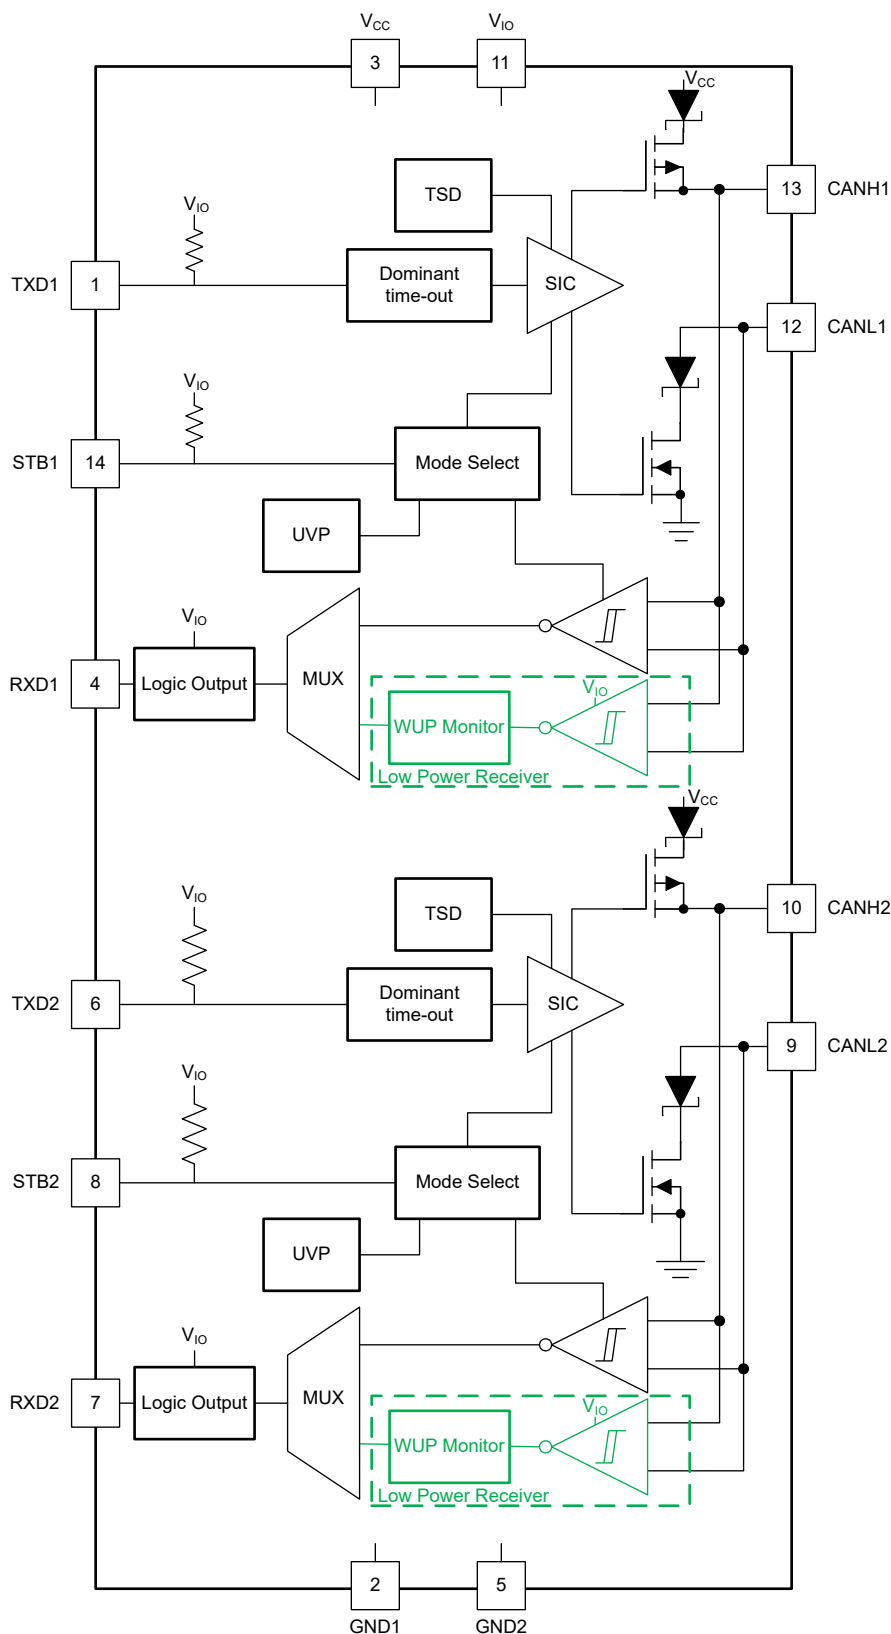 VCC
VIO
3
11
VCC
13
CANH1
TSD
VIO
TXD1
1
Dominant
time-out
SIC
12
CANL1
VIO
STB1
14
Mode Select
UVP
VIO
RXD1
4
Logic Output
MUX
VIO
WUP Monitor
Low Power Receiver
VCC
10
CANH2
TSD
VIO
TXD2
6
Dominant
time-out
SIC
9
CANL2
VIO
STB2
8
Mode Select
UVP
VIO
RXD2
7
Logic Output
MUX
VIO
WUP Monitor
Low Power Receiver
2
5
GND1
GND2